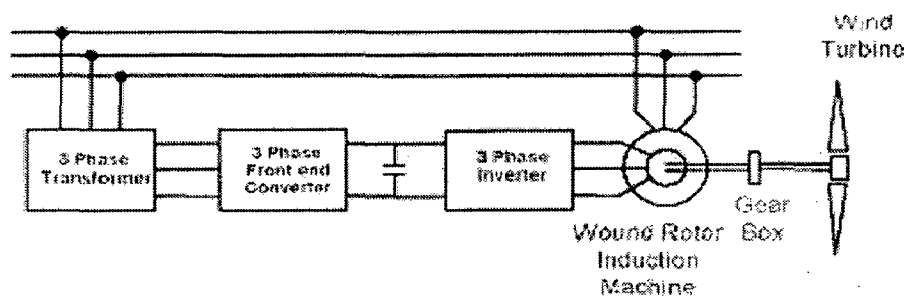 Wind
Turbine
3 Phase
Transformer
3 Phase
Front end
Converter
3 Phase
Inverter
Gear
Box
Wound Rotor
Induction
Machine